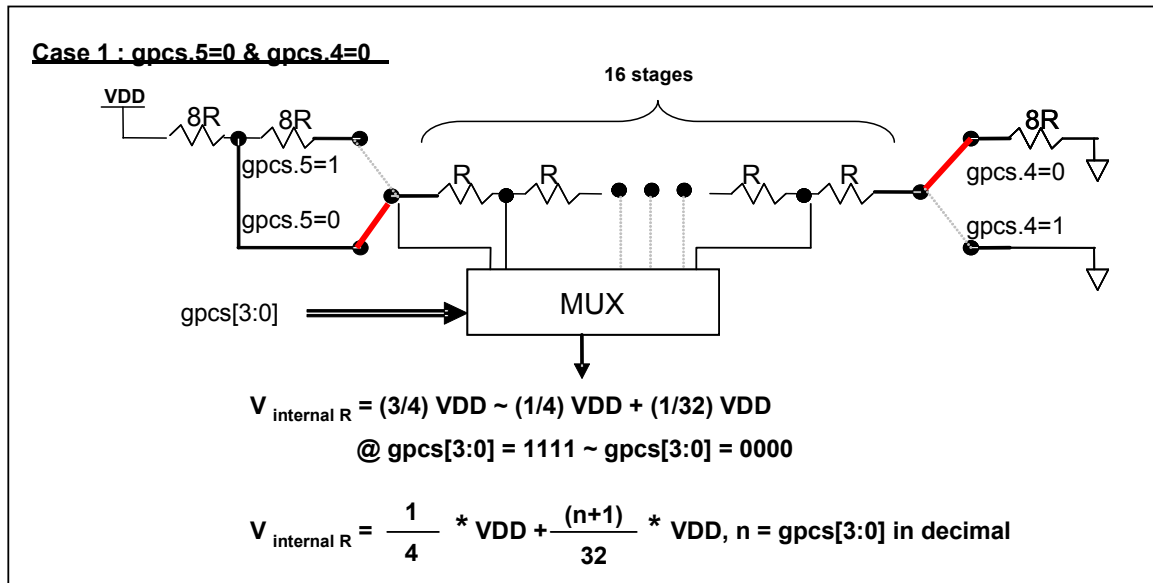 Case 1 : gpcs.5=0 & gpcs.4=0
16 stages
VDD
8R
8R
8R
gpcs.5=1
R
R
R
R
gpcs.4=0
gpcs.5=0
gpcs.4=1
MUX
gpcs[3:0]
V internal R = (3/4) VDD ~ (1/4) VDD + (1/32) VDD
@ gpcs[3:0] = 1111 ~ gpcs[3:0] = 0000
V internal R = 1/4 * VDD + (n+1)/32 * VDD, n = gpcs[3:0] in decimal